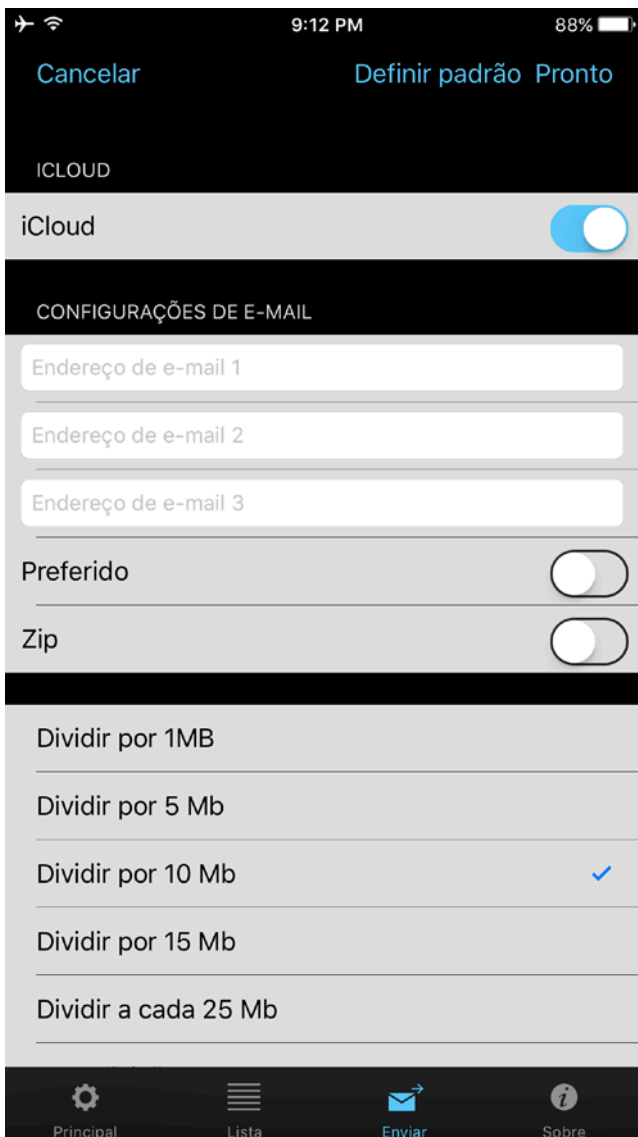 9:12 PM 88%
Cancelar Definir padrão Pronto
ICLOUD
iCloud
CONFIGURAÇÕES DE E-MAIL
Endereço de e-mail 1
Endereço de e-mail 2
Endereço de e-mail 3
Preferido
Zip
Dividir por 1MB
Dividir por 5 Mb
Dividir por 10 Mb
Dividir por 15 Mb
Dividir a cada 25 Mb
Principal Lista Enviar Sobre